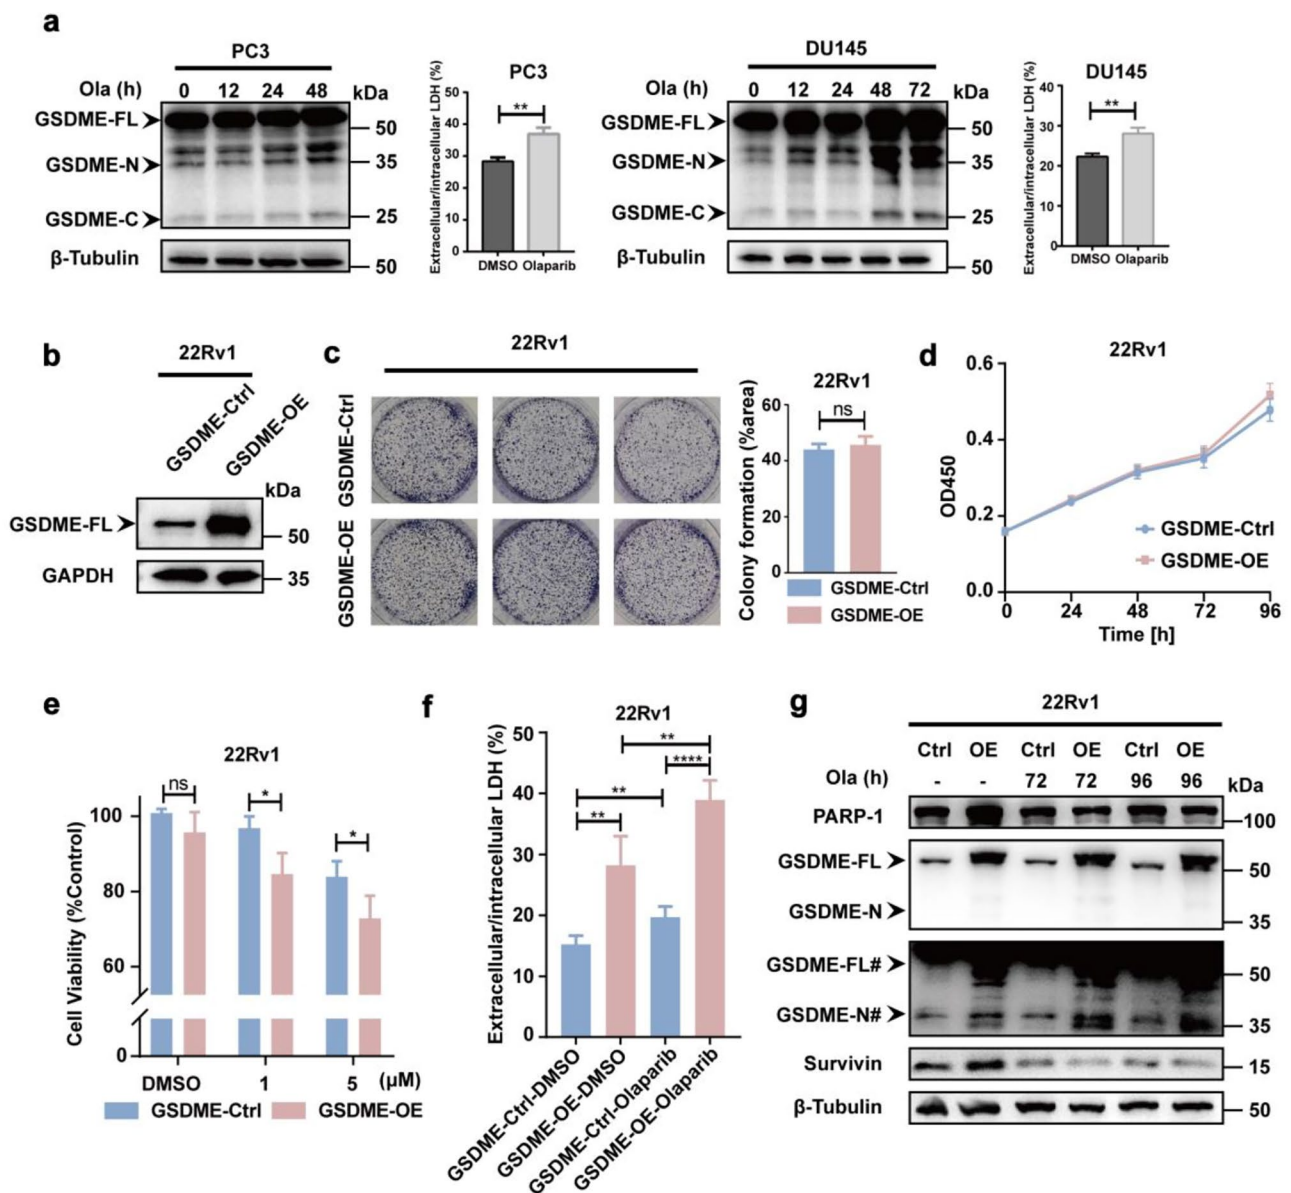 a
PC3
Ola (h) 0 12 24 48 kDa
GSDME-FL
50
GSDME-N
35
GSDME-C
25
β-Tubulin
50
PC3
Extracellular/intracellular LDH (%)
50
40
30
20
10
0
**
DMSO Olaparib
DU145
Ola (h) 0 12 24 48 72 kDa
GSDME-FL
50
GSDME-N
35
GSDME-C
25
β-Tubulin
50
DU145
Extracellular/intracellular LDH (%)
40
30
20
10
0
**
DMSO Olaparib
b
22Rv1
GSDME-Ctrl
GSDME-OE
kDa
GSDME-FL
50
GAPDH
35
c
22Rv1
GSDME-Ctrl
GSDME-OE
22Rv1
Colony formation (%area)
60
40
20
0
ns
GSDME-Ctrl
GSDME-OE
d
22Rv1
OD450
0.6
0.4
0.2
0.0
GSDME-Ctrl
GSDME-OE
0 24 48 72 96
Time [h]
e
22Rv1
Cell Viability (%Control)
100
80
60
0
ns
*
*
DMSO 1 5 (μM)
GSDME-Ctrl GSDME-OE
f
22Rv1
Extracellular/intracellular LDH (%)
50
40
30
20
10
0
**
****
**
**
GSDME-Ctrl-DMSO
GSDME-OE-DMSO
GSDME-Ctrl-Olaparib
GSDME-OE-Olaparib
g
22Rv1
Ctrl OE Ctrl OE Ctrl OE
Ola (h) - - 72 72 96 96 kDa
PARP-1
100
GSDME-FL
50
GSDME-N
35
GSDME-FL#
50
GSDME-N#
35
Survivin
15
β-Tubulin
50